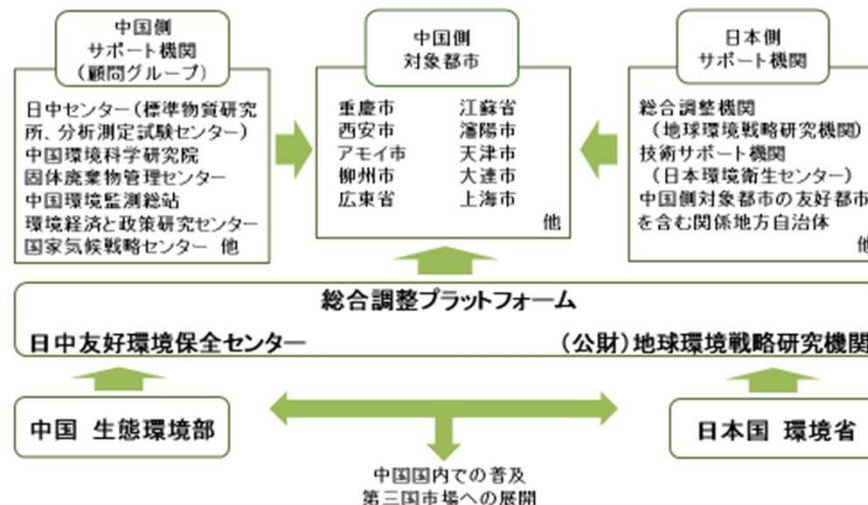 中国側
サポート機関
(顧問グループ)
日中センター(標準物質研究
所、分析測定試験センター)
中国環境科学研究院
固体廃棄物管理センター
中国環境監測総站
環境経済と政策研究センター
国家気候戦略センター 他
中国側
対象都市
重慶市 江蘇省
西安市 瀋陽市
アモイ市 天津市
柳州市 大連市
広東省 上海市
他
日本側
サポート機関
総合調整機関
(地球環境戦略研究機関)
技術サポート機関
(日本環境衛生センター)
中国側対象都市の友好都市
を含む関係地方自治体
他
総合調整プラットフォーム
日中友好環境保全センター (公財)地球環境戦略研究機関
中国 生態環境部
日本国 環境省
中国国内での普及
第三国市場への展開